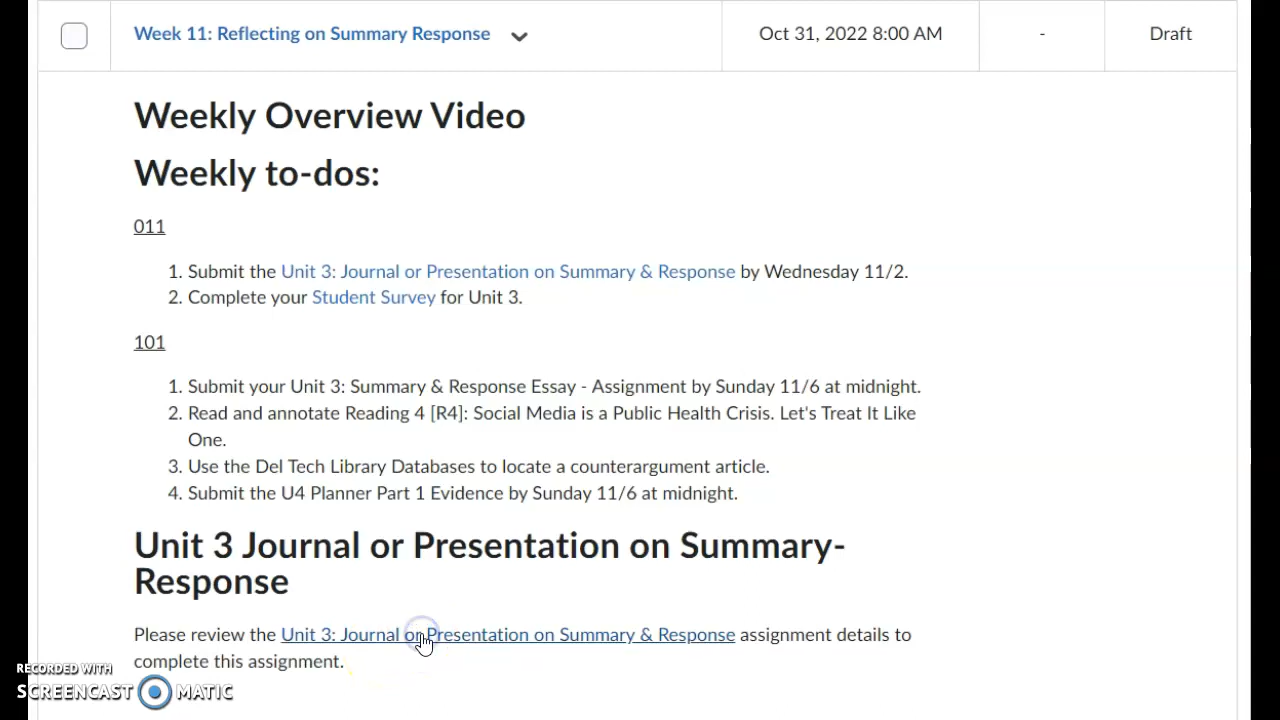 Week 11: Reflecting on Summary Response
Oct 31, 2022 8:00 AM
-
Draft
Weekly Overview Video
Weekly to-dos:
011
1. Submit the Unit 3: Journal or Presentation on Summary & Response by Wednesday 11/2.
2. Complete your Student Survey for Unit 3.
101
1. Submit your Unit 3: Summary & Response Essay - Assignment by Sunday 11/6 at midnight.
2. Read and annotate Reading 4 [R4]: Social Media is a Public Health Crisis. Let's Treat It Like
One.
3. Use the Del Tech Library Databases to locate a counterargument article.
4. Submit the U4 Planner Part 1 Evidence by Sunday 11/6 at midnight.
Unit 3 Journal or Presentation on Summary-
Response
Please review the Unit 3: Journal or Presentation on Summary & Response assignment details to
complete this assignment.
RECORDED WITH
SCREENCAST MATIC